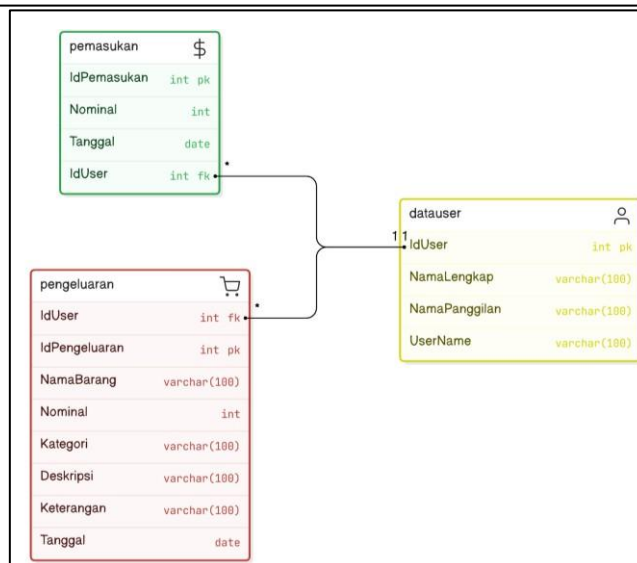 pemasukan
IdPemasukan int pk
Nominal int
Tanggal date
IdUser int fk
*
datauser
1 1
IdUser int pk
NamaLengkap varchar(100)
NamaPanggilan varchar(100)
UserName varchar(100)
pengeluaran
*
IdUser int fk
IdPengeluaran int pk
NamaBarang varchar(100)
Nominal int
Kategori varchar(100)
Deskripsi varchar(100)
Keterangan varchar(100)
Tanggal date